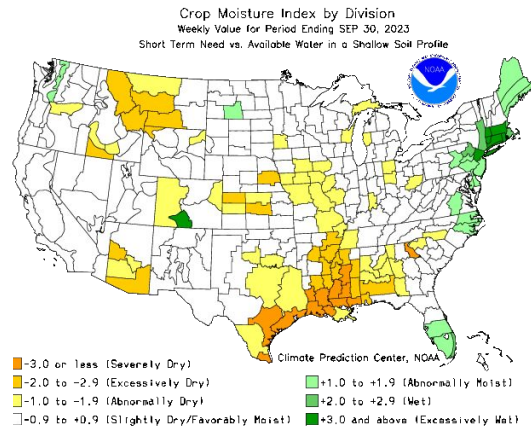 Crop Moisture Index by Division
Weekly Value for Period Ending SEP 30, 2023
Short Term Need vs. Available Water in a Shallow Soil Profile
NOAA
Climate Prediction Center, NOAA
-3.0 or less (Severely Dry)
-2.0 to -2.9 (Excessively Dry)
-1.0 to -1.9 (Abnormally Dry)
-0.9 to +0.9 (Slightly Dry/Favorably Moist)
+1.0 to +1.9 (Abnormally Moist)
+2.0 to +2.9 (Wet)
+3.0 and above (Excessively Wet)